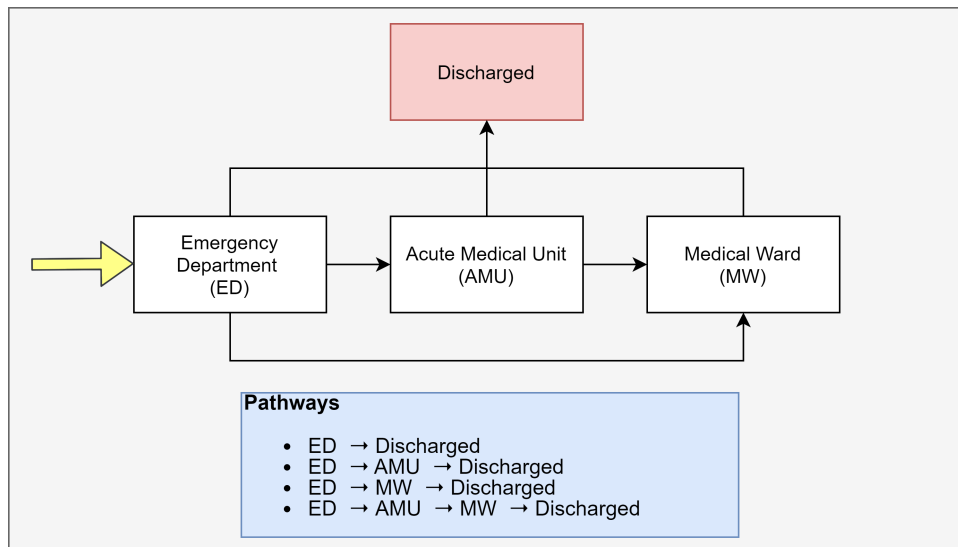 Discharged
Emergency
Department
(ED)
Acute Medical Unit
(AMU)
Medical Ward
(MW)
Pathways
• ED → Discharged
• ED → AMU → Discharged
• ED → MW → Discharged
• ED → AMU → MW → Discharged